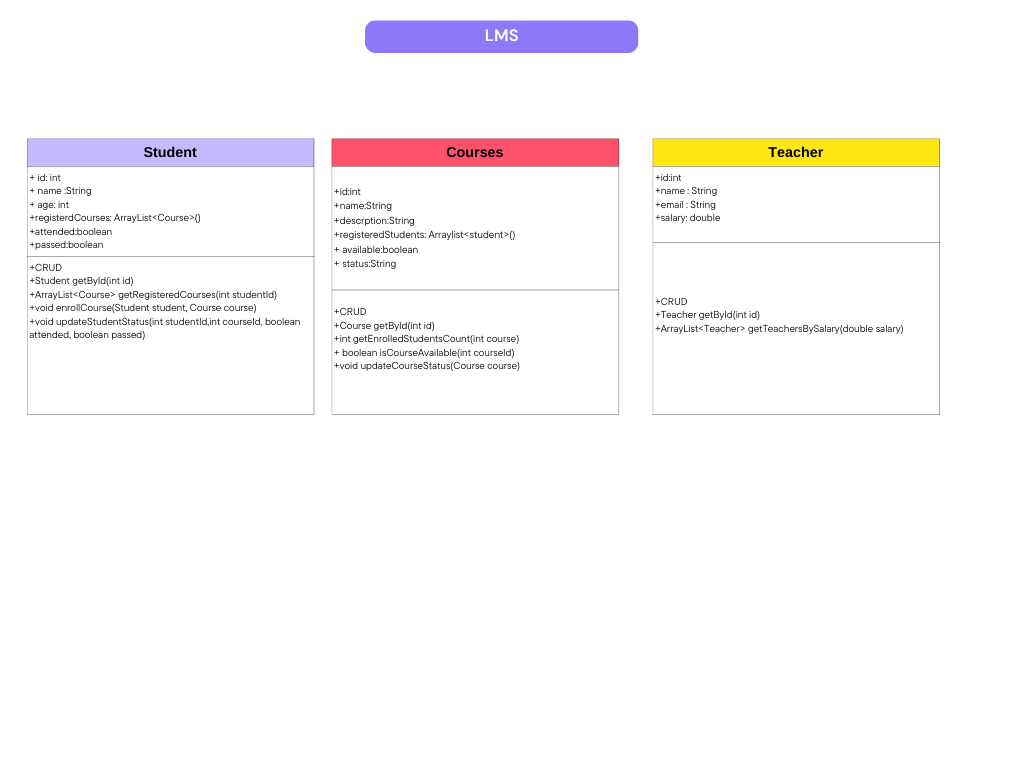 LMS
Student
+ id: int
+ name :String
+ age: int
+registerdCourses: ArrayList<Course>()
+attended:boolean
+passed:boolean
+CRUD
+Student getById(int id)
+ArrayList<Course> getRegisteredCourses(int studentId)
+void enrollCourse(Student student, Course course)
+void updateStudentStatus(int studentId,int courseId, boolean
attended, boolean passed)
Courses
+id:int
+name:String
+descrption:String
+registeredStudents: Arraylist<student>()
+ available:boolean
+ status:String
+CRUD
+Course getById(int id)
+int getEnrolledStudentsCount(int course)
+ boolean isCourseAvailable(int courseId)
+void updateCourseStatus(Course course)
Teacher
+id:int
+name : String
+email : String
+salary: double
+CRUD
+Teacher getById(int id)
+ArrayList<Teacher> getTeachersBySalary(double salary)